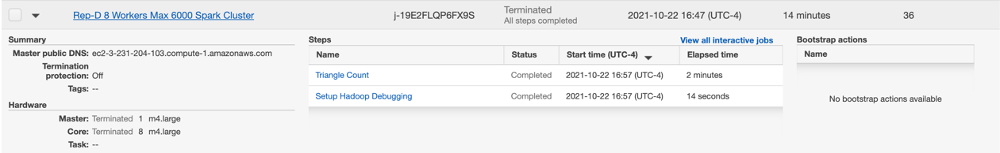 Rep-D 8 Workers Max 6000 Spark Cluster j-19E2FLQP6FX9S Terminated 2021-10-22 16:47 (UTC-4) 14 minutes 36
All steps completed
Summary
Master public DNS: ec2-3-231-204-103.compute-1.amazonaws.com
Termination
protection: Off
Tags: --
Hardware
Master: Terminated 1 m4.large
Core: Terminated 8 m4.large
Task: --
Steps View all interactive jobs
Name Status Start time (UTC-4) Elapsed time
Triangle Count Completed 2021-10-22 16:57 (UTC-4) 2 minutes
Setup Hadoop Debugging Completed 2021-10-22 16:57 (UTC-4) 14 seconds
Bootstrap actions
Name
No bootstrap actions available